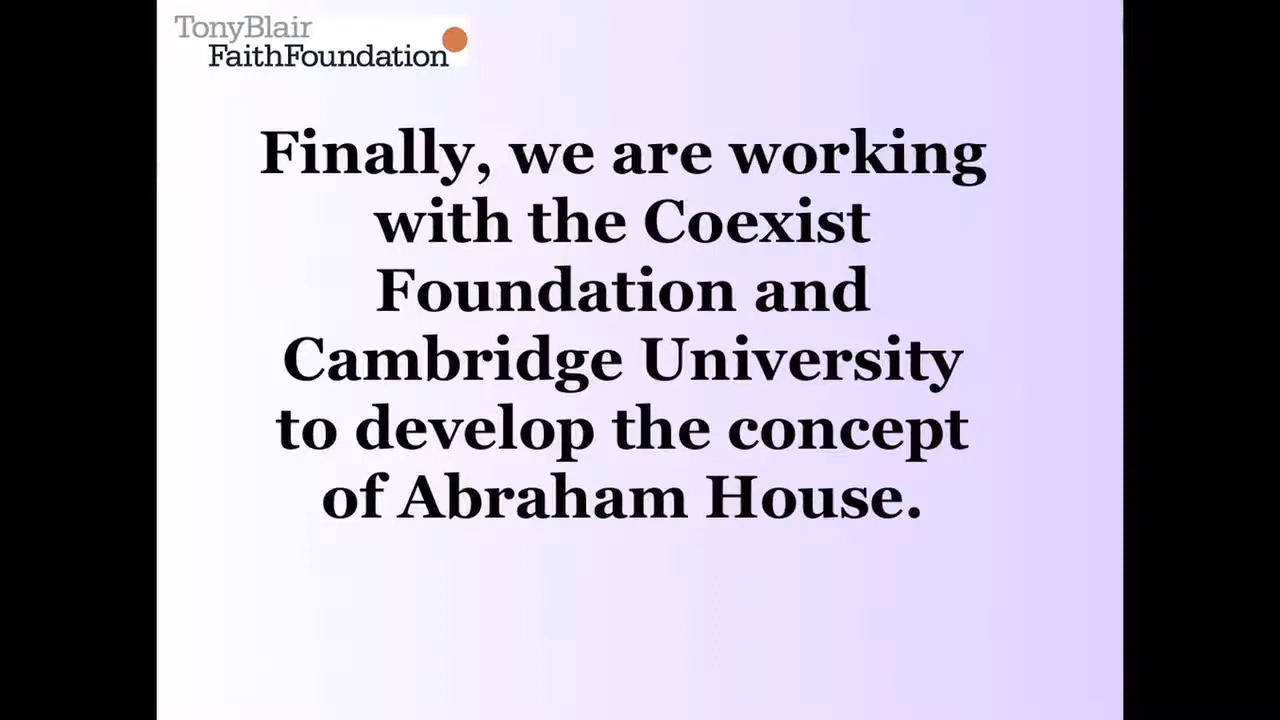 TonyBlair
FaithFoundation
Finally, we are working
with the Coexist
Foundation and
Cambridge University
to develop the concept
of Abraham House.